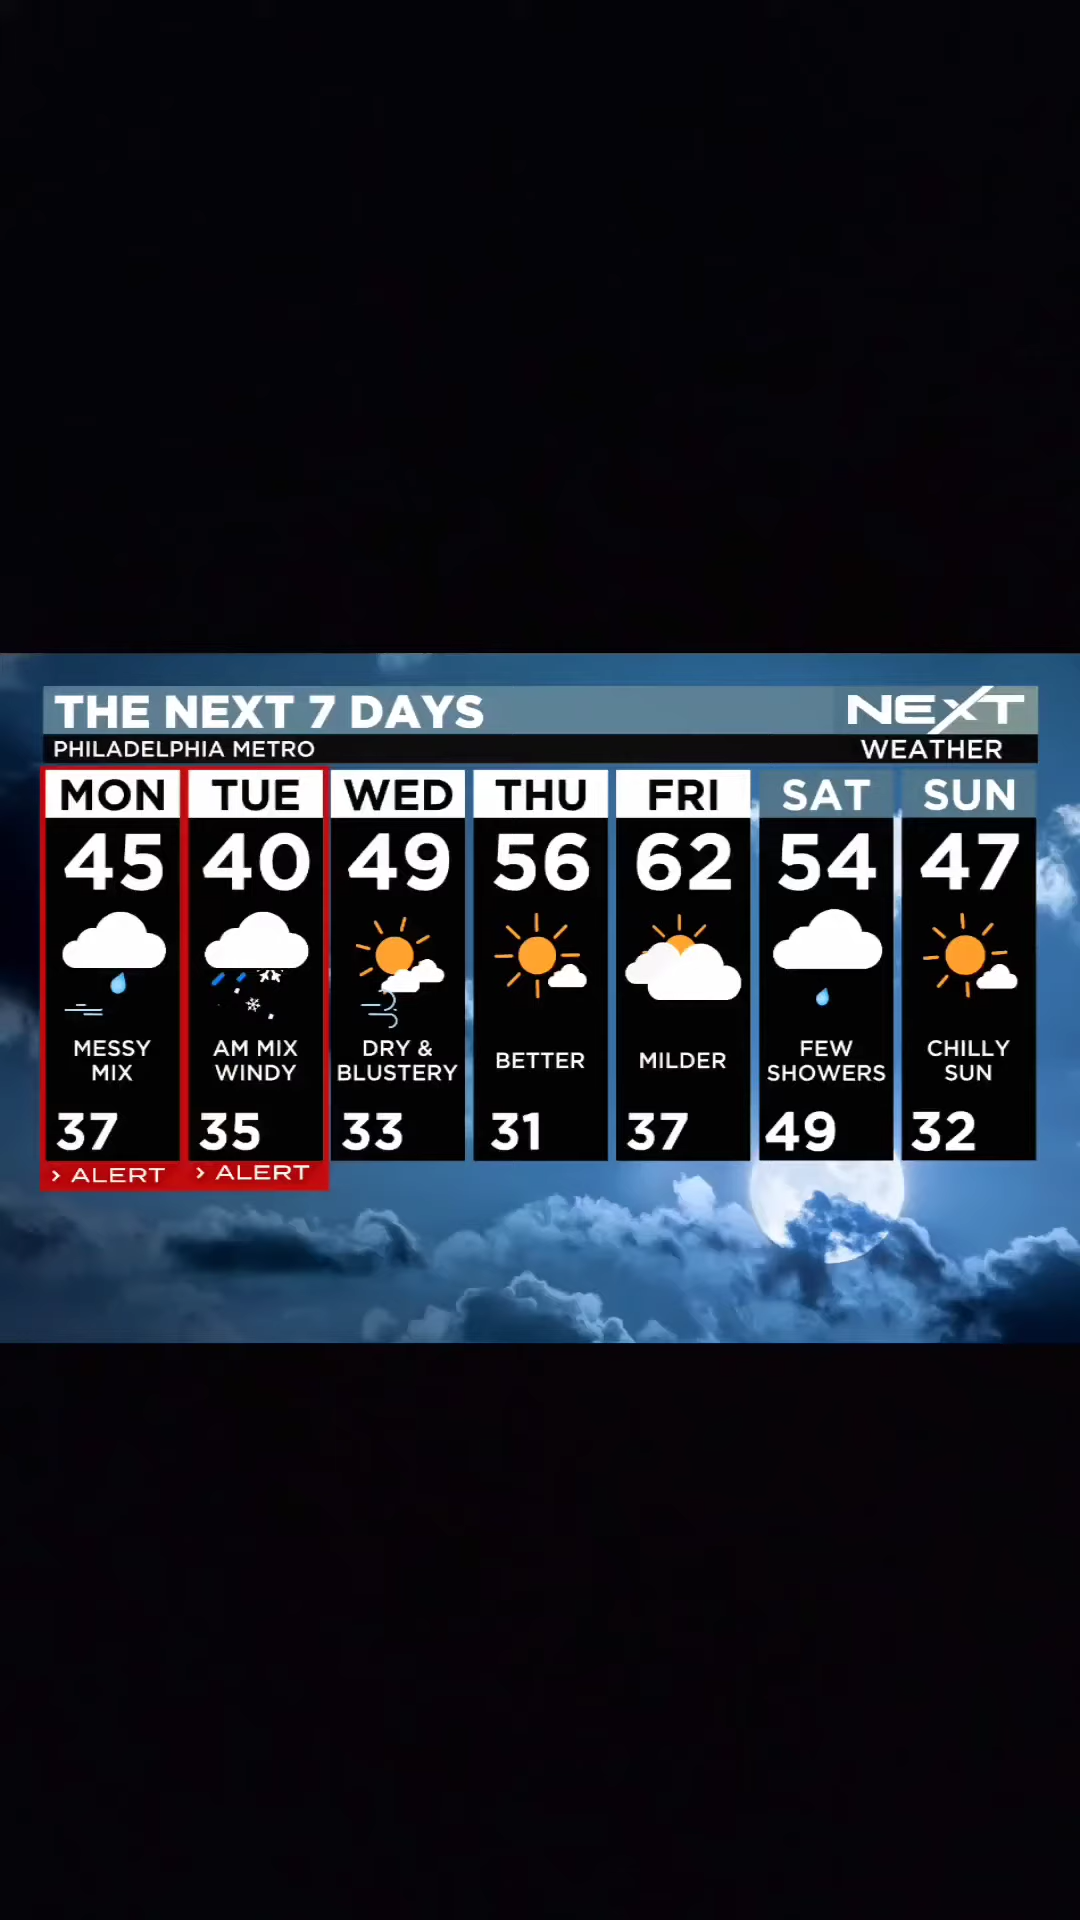 THE NEXT 7 DAYS
NEXT
PHILADELPHIA METRO
WEATHER
MON TUE WED THU FRI SAT SUN
45 40 49 56 62 54 47
MESSY MIX
AM MIX WINDY
DRY & BLUSTERY
BETTER
MILDER
FEW SHOWERS
CHILLY SUN
37 35 33 31 37 49 32
> ALERT > ALERT